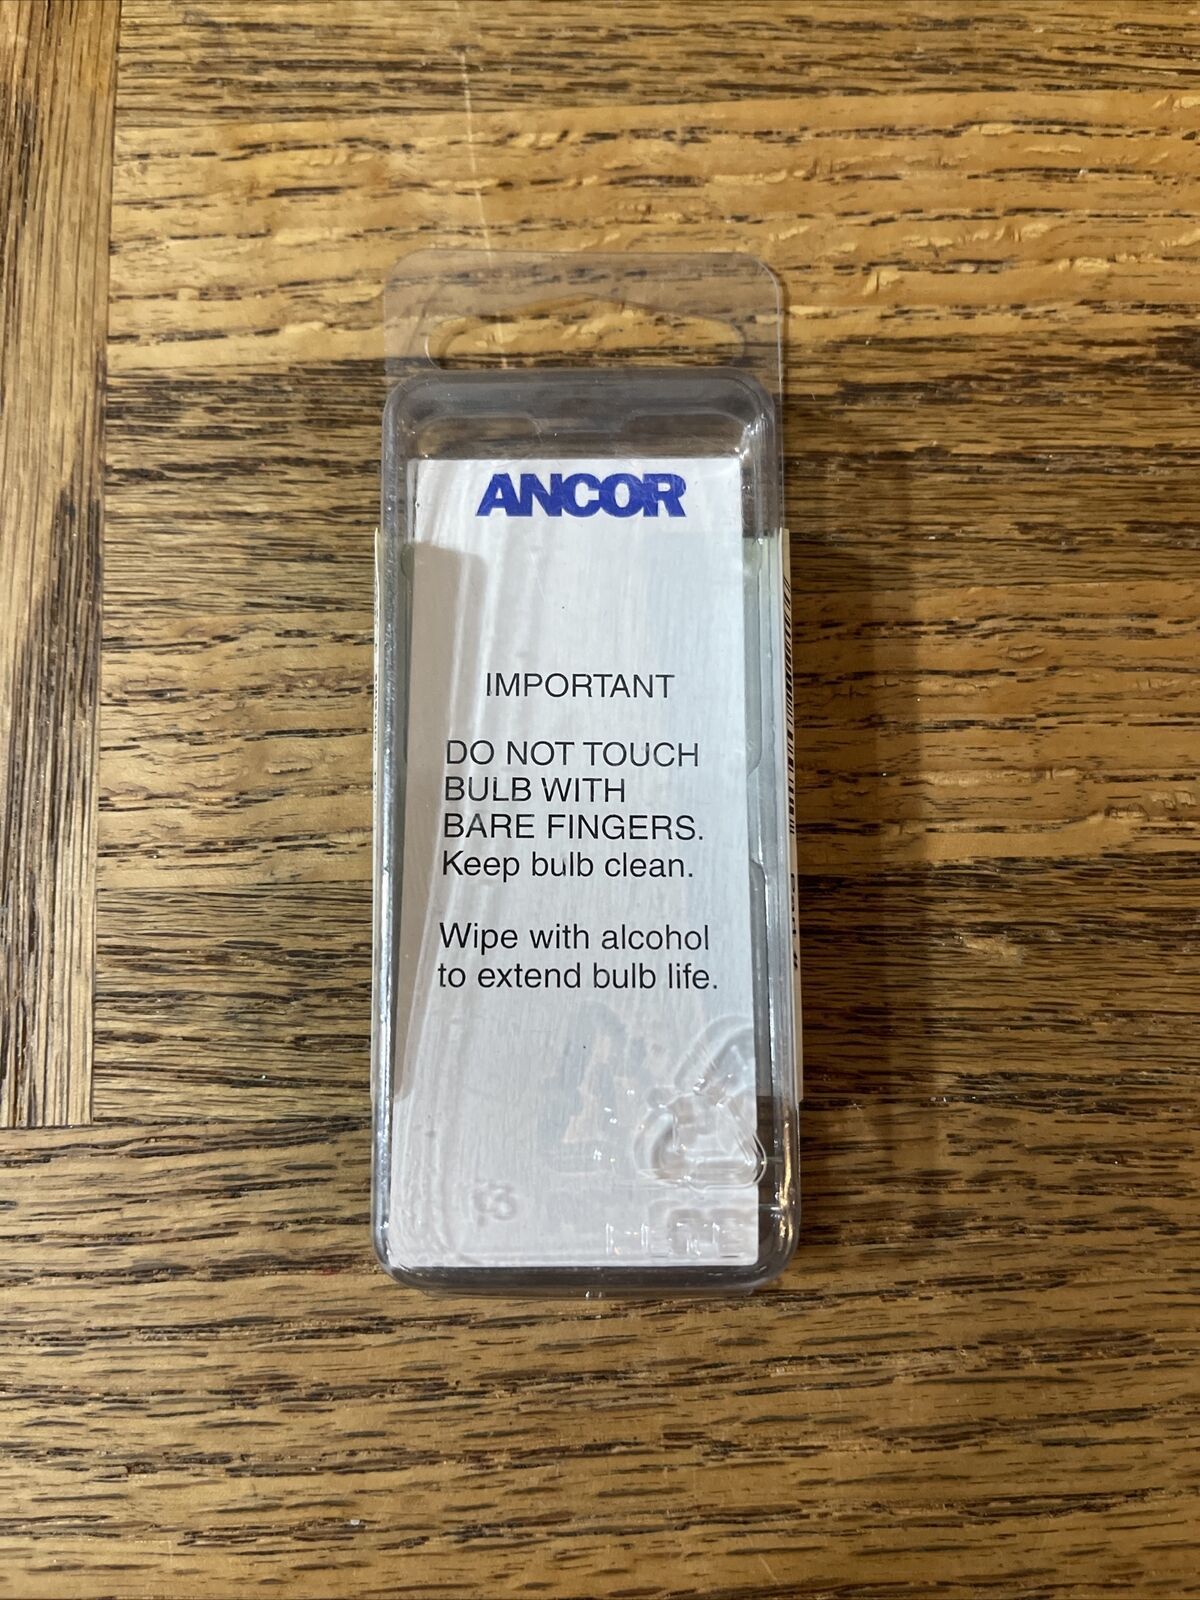 ANCOR
IMPORTANT
DO NOT TOUCH
BULB WITH
BARE FINGERS.
Keep bulb clean.
Wipe with alcohol
to extend bulb life.